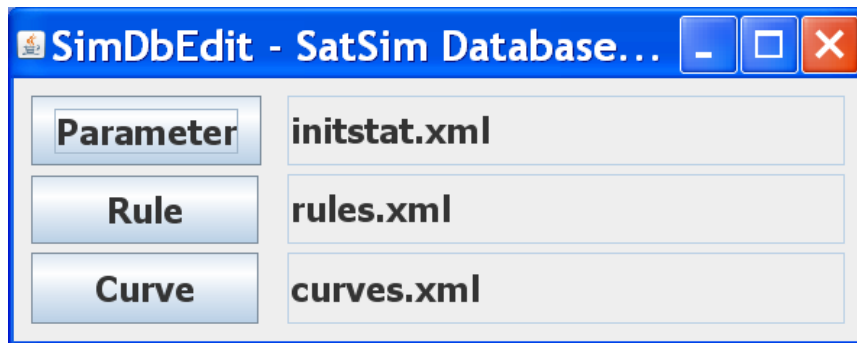 SimDbEdit - SatSim Database...
Parameter initstat.xml
Rule rules.xml
Curve curves.xml